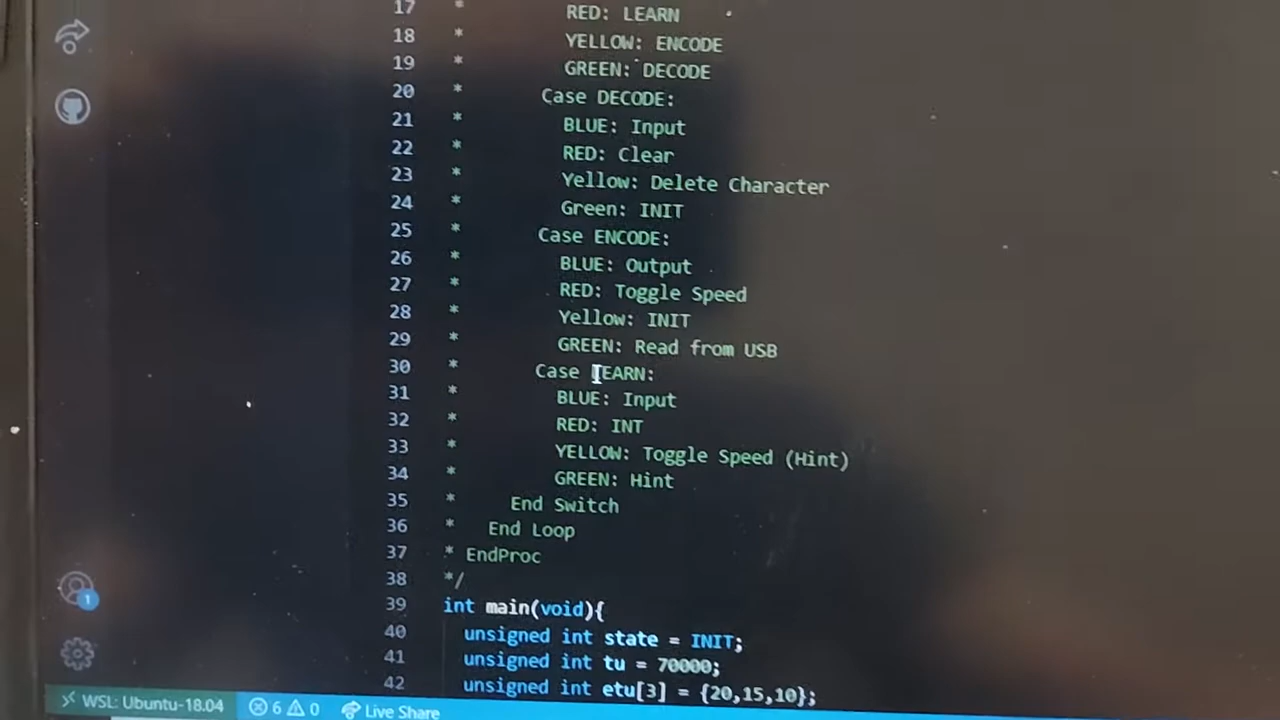 17 * RED: LEARN
18 * YELLOW: ENCODE
19 * GREEN: DECODE
20 * Case DECODE:
21 * BLUE: Input
22 * RED: Clear
23 * Yellow: Delete Character
24 * Green: INIT
25 * Case ENCODE:
26 * BLUE: Output
27 * RED: Toggle Speed
28 * Yellow: INIT
29 * GREEN: Read from USB
30 * Case LEARN:
31 * BLUE: Input
32 * RED: INT
33 * YELLOW: Toggle Speed (Hint)
34 * GREEN: Hint
35 * End Switch
36 * End Loop
37 * EndProc
38 */
39 int main(void){
40 unsigned int state = INIT;
41 unsigned int tu = 70000;
42 unsigned int etu[3] = {20,15,10};
1
WSL: Ubuntu-18.04 6 0 Live Share